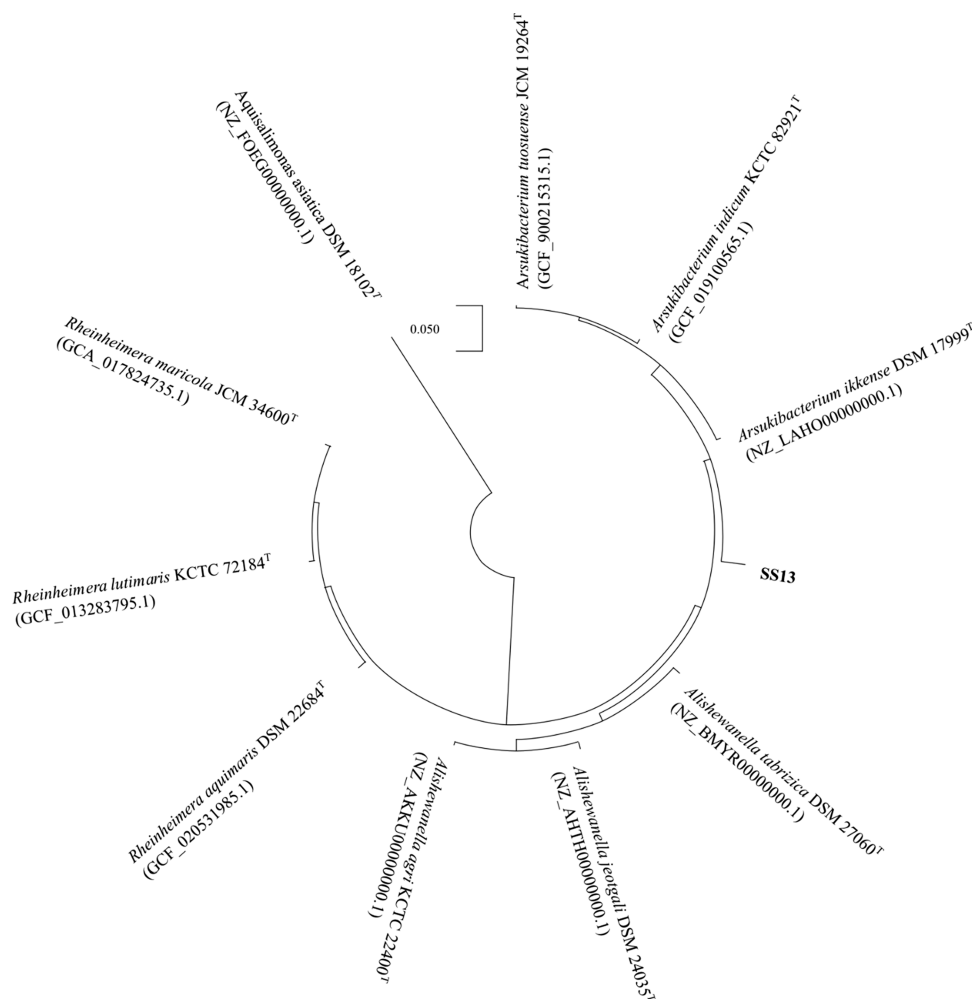 Arsukibacterium tuosuense JCM 19264T
(GCF_900215315.1)
Arsukibacterium indicum KCTC 82921T
(GCF_019100565.1)
Arsukibacterium ikkense DSM 17999T
(NZ_LAHO00000000.1)
SS13
Alishewanella tabrizica DSM 27060T
(NZ_BMYR00000000.1)
Alishewanella jeotgali DSM 24035T
(NZ_AHTH00000000.1)
Alishewanella agri KCTC 22400T
(NZ_AKKU00000000.1)
Rheinheimera aquimaris DSM 22684T
(GCF_020531985.1)
Rheinheimera lutimaris KCTC 72184T
(GCF_013283795.1)
Rheinheimera maricola JCM 34600T
(GCA_017824735.1)
Aquisalimonas asiatica DSM 18102T
(NZ_FOEG00000000.1)
0.050